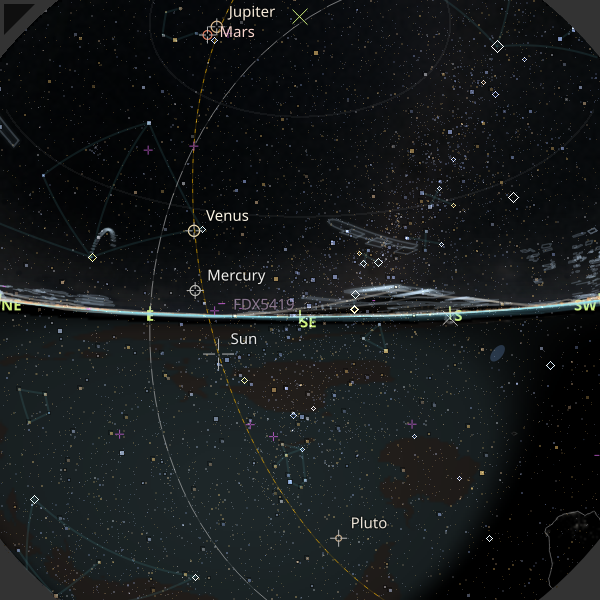 Jupiter
Mars
Venus
Mercury
NE
E
FDX5419
SE
S
SW
Sun
Pluto